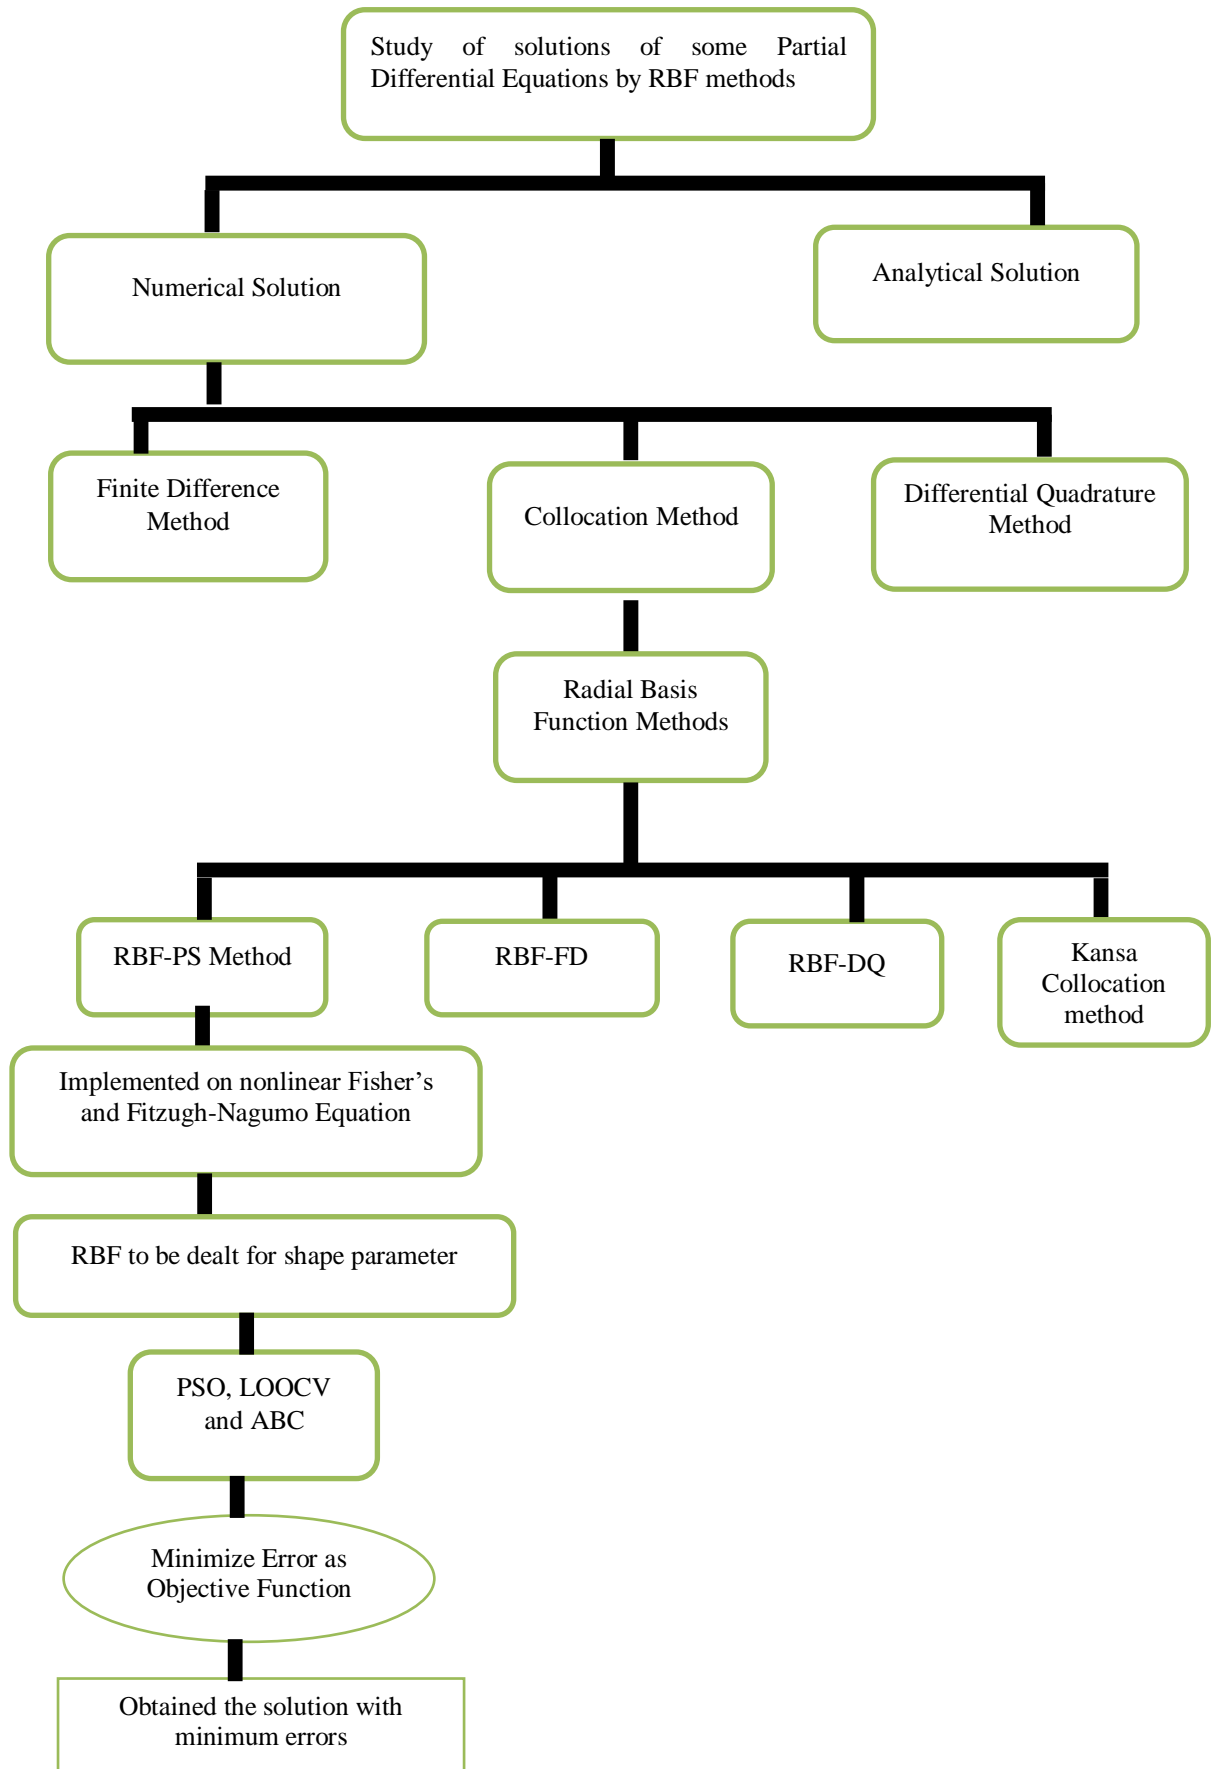 Study of solutions of some Partial
Differential Equations by RBF methods
Numerical Solution
Analytical Solution
Finite Difference
Method
Collocation Method
Differential Quadrature
Method
Radial Basis
Function Methods
RBF-PS Method
RBF-FD
RBF-DQ
Kansa
Collocation
method
Implemented on nonlinear Fisher’s
and Fitzugh-Nagumo Equation
RBF to be dealt for shape parameter
PSO, LOOCV
and ABC
Minimize Error as
Objective Function
Obtained the solution with
minimum errors